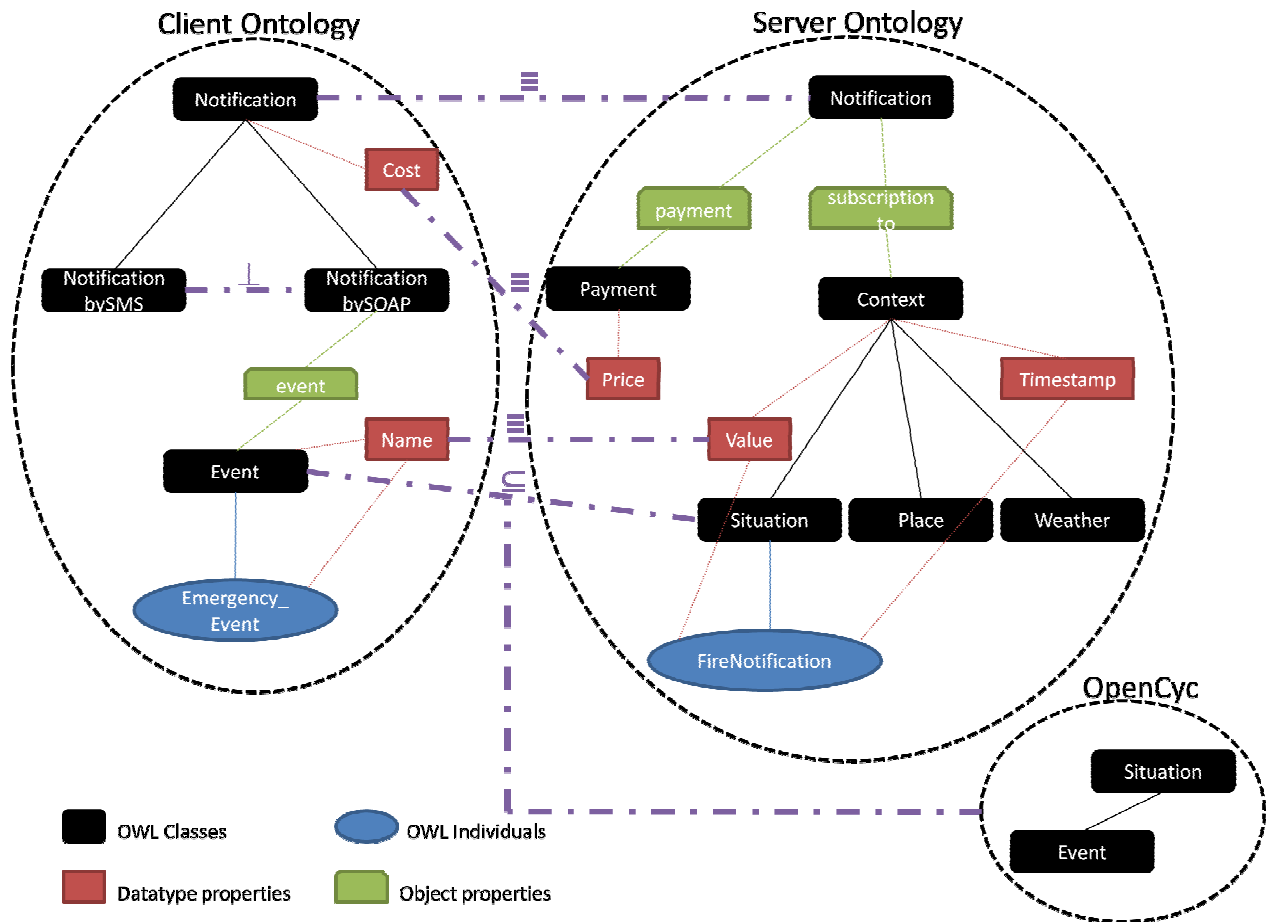 Client Ontology
Server Ontology
Notification
≡
Notification
Cost
payment
subscription
to
Notification
bySMS
⊥
Notification
bySOAP
≡
Payment
Context
event
Price
Timestamp
Name
≡
Value
Event
⊆
Situation
Place
Weather
Emergency_
Event
FireNotification
OpenCyc
Situation
Event
OWL Classes
OWL Individuals
Datatype properties
Object properties